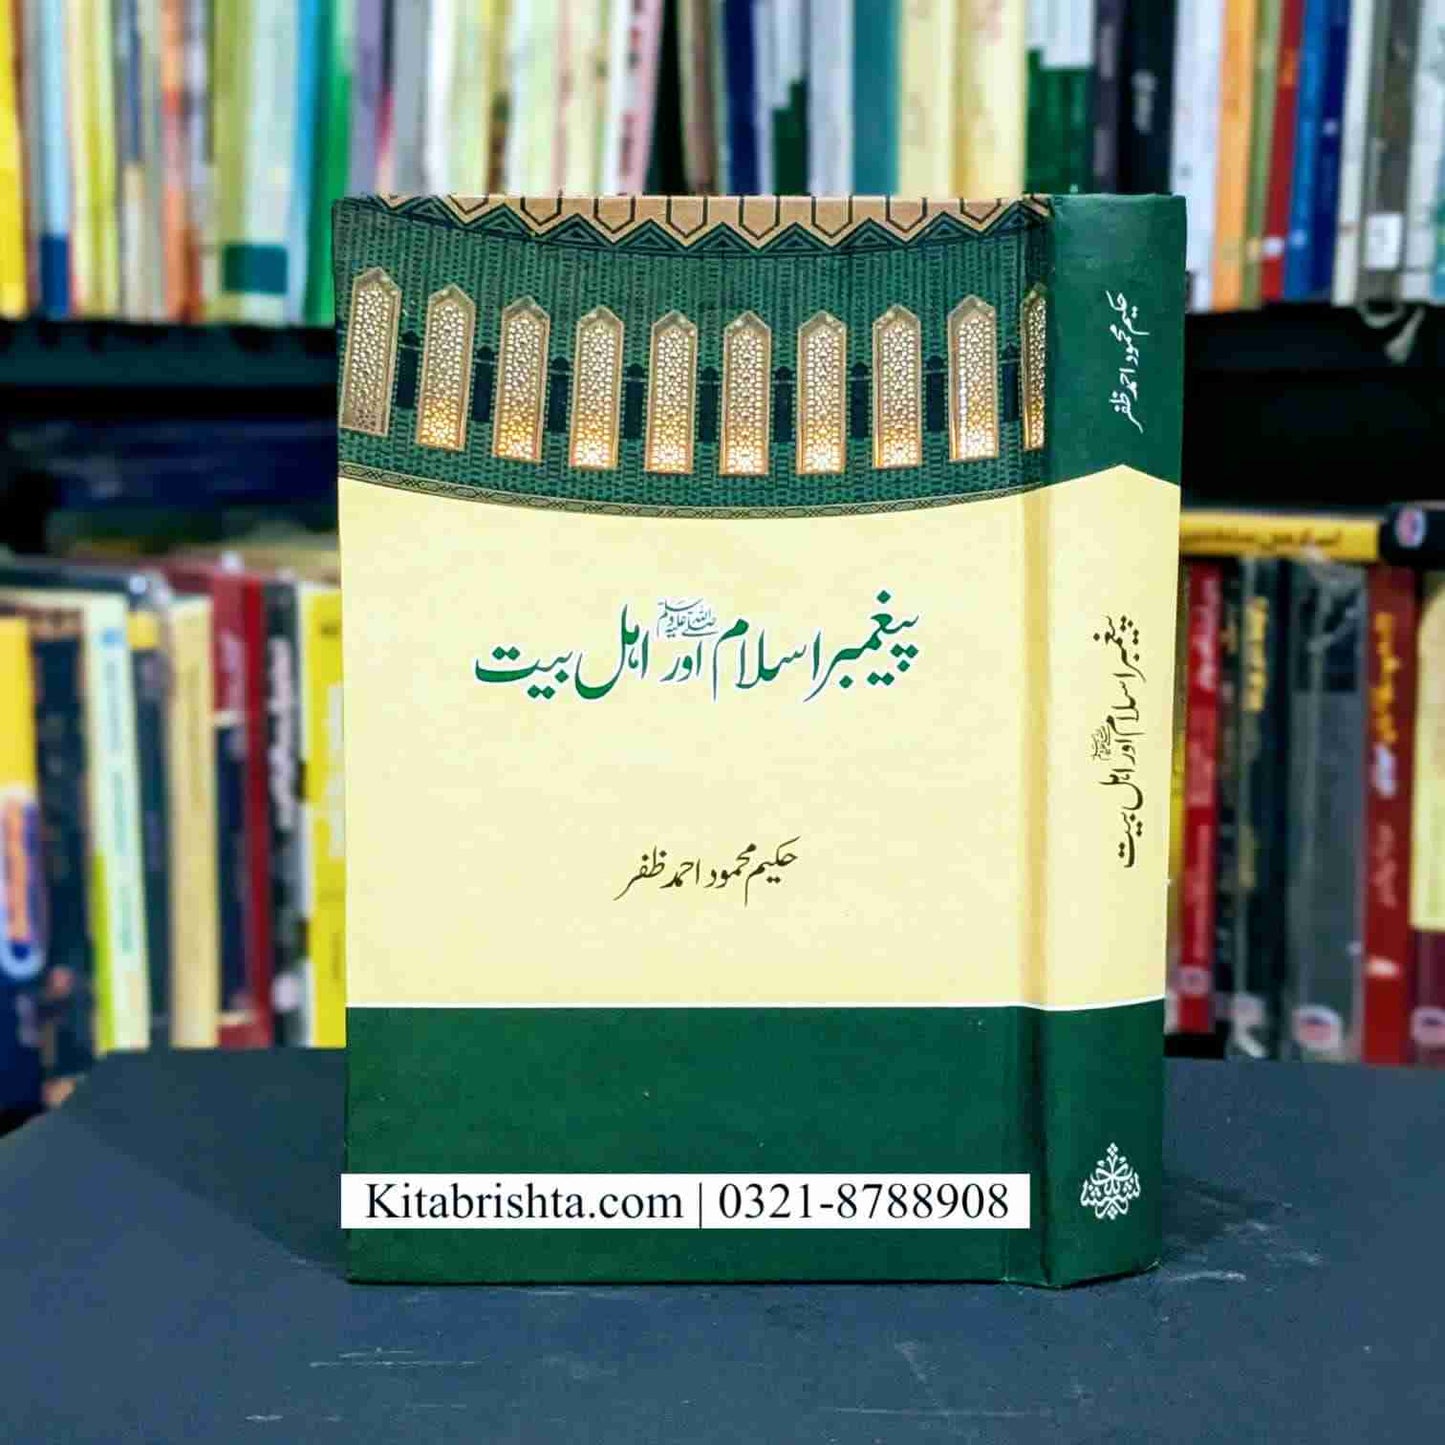 پیغمبر اسلام ﷺ اور اہل بیت
حکیم محمود احمد ظفر
Kitabrishta.com | 0321-8788908
حکیم محمود احمد ظفر
پیغمبر اسلام ﷺ اور اہل بیت
نشریات